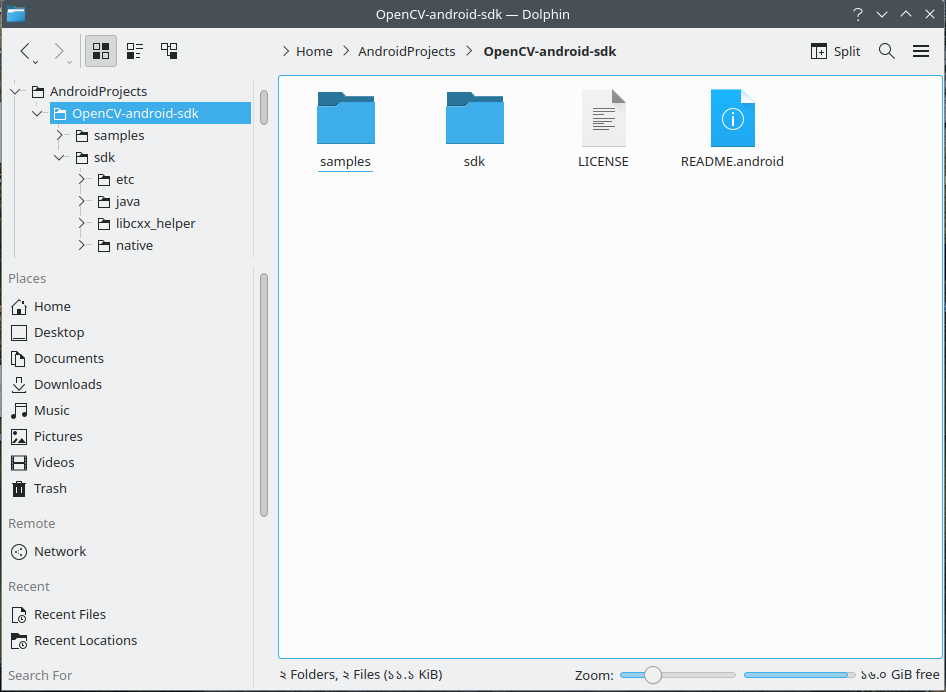 OpenCV-android-sdk — Dolphin
Home > AndroidProjects > OpenCV-android-sdk
Split
AndroidProjects
OpenCV-android-sdk
samples
sdk
etc
java
libcxx_helper
native
Places
Home
Desktop
Documents
Downloads
Music
Pictures
Videos
Trash
Remote
Network
Recent
Recent Files
Recent Locations
Search For
samples
sdk
LICENSE
README.android
২ Folders, ২ Files (১১.১ KiB)
Zoom:
১৬.০ GiB free